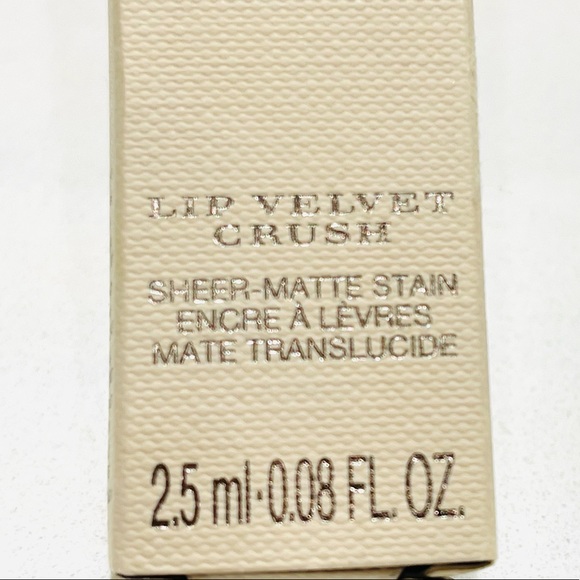 LIP VELVET
CRUSH
SHEER-MATTE STAIN
ENCRE À LÈVRES
MATE TRANSLUCIDE
2.5 ml·0.08 FL. OZ.